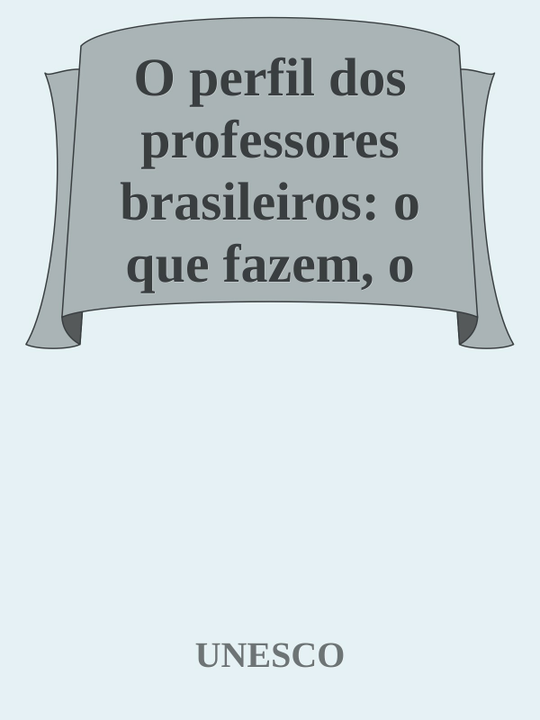 O perfil dos
professores
brasileiros: o
que fazem, o
UNESCO